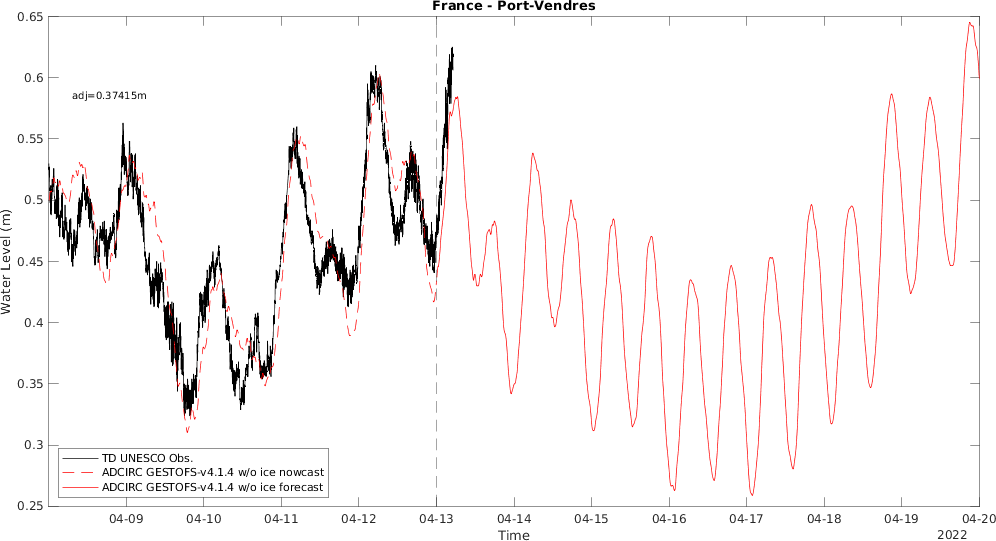 France - Port-Vendres
0.65
0.6
0.55
0.5
0.45
0.4
0.35
0.3
0.25
Water Level (m)
adj=0.37415m
TD UNESCO Obs.
ADCIRC GESTOFS-v4.1.4 w/o ice nowcast
ADCIRC GESTOFS-v4.1.4 w/o ice forecast
04-09 04-10 04-11 04-12 04-13 04-14 04-15 04-16 04-17 04-18 04-19 04-20
Time
2022